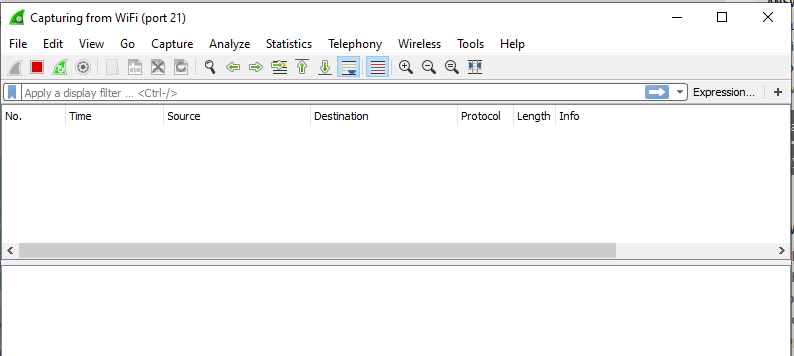 Capturing from WiFi (port 21)
File Edit View Go Capture Analyze Statistics Telephony Wireless Tools Help
Apply a display filter ... <Ctrl-/> Expression... +
No. Time Source Destination Protocol Length Info